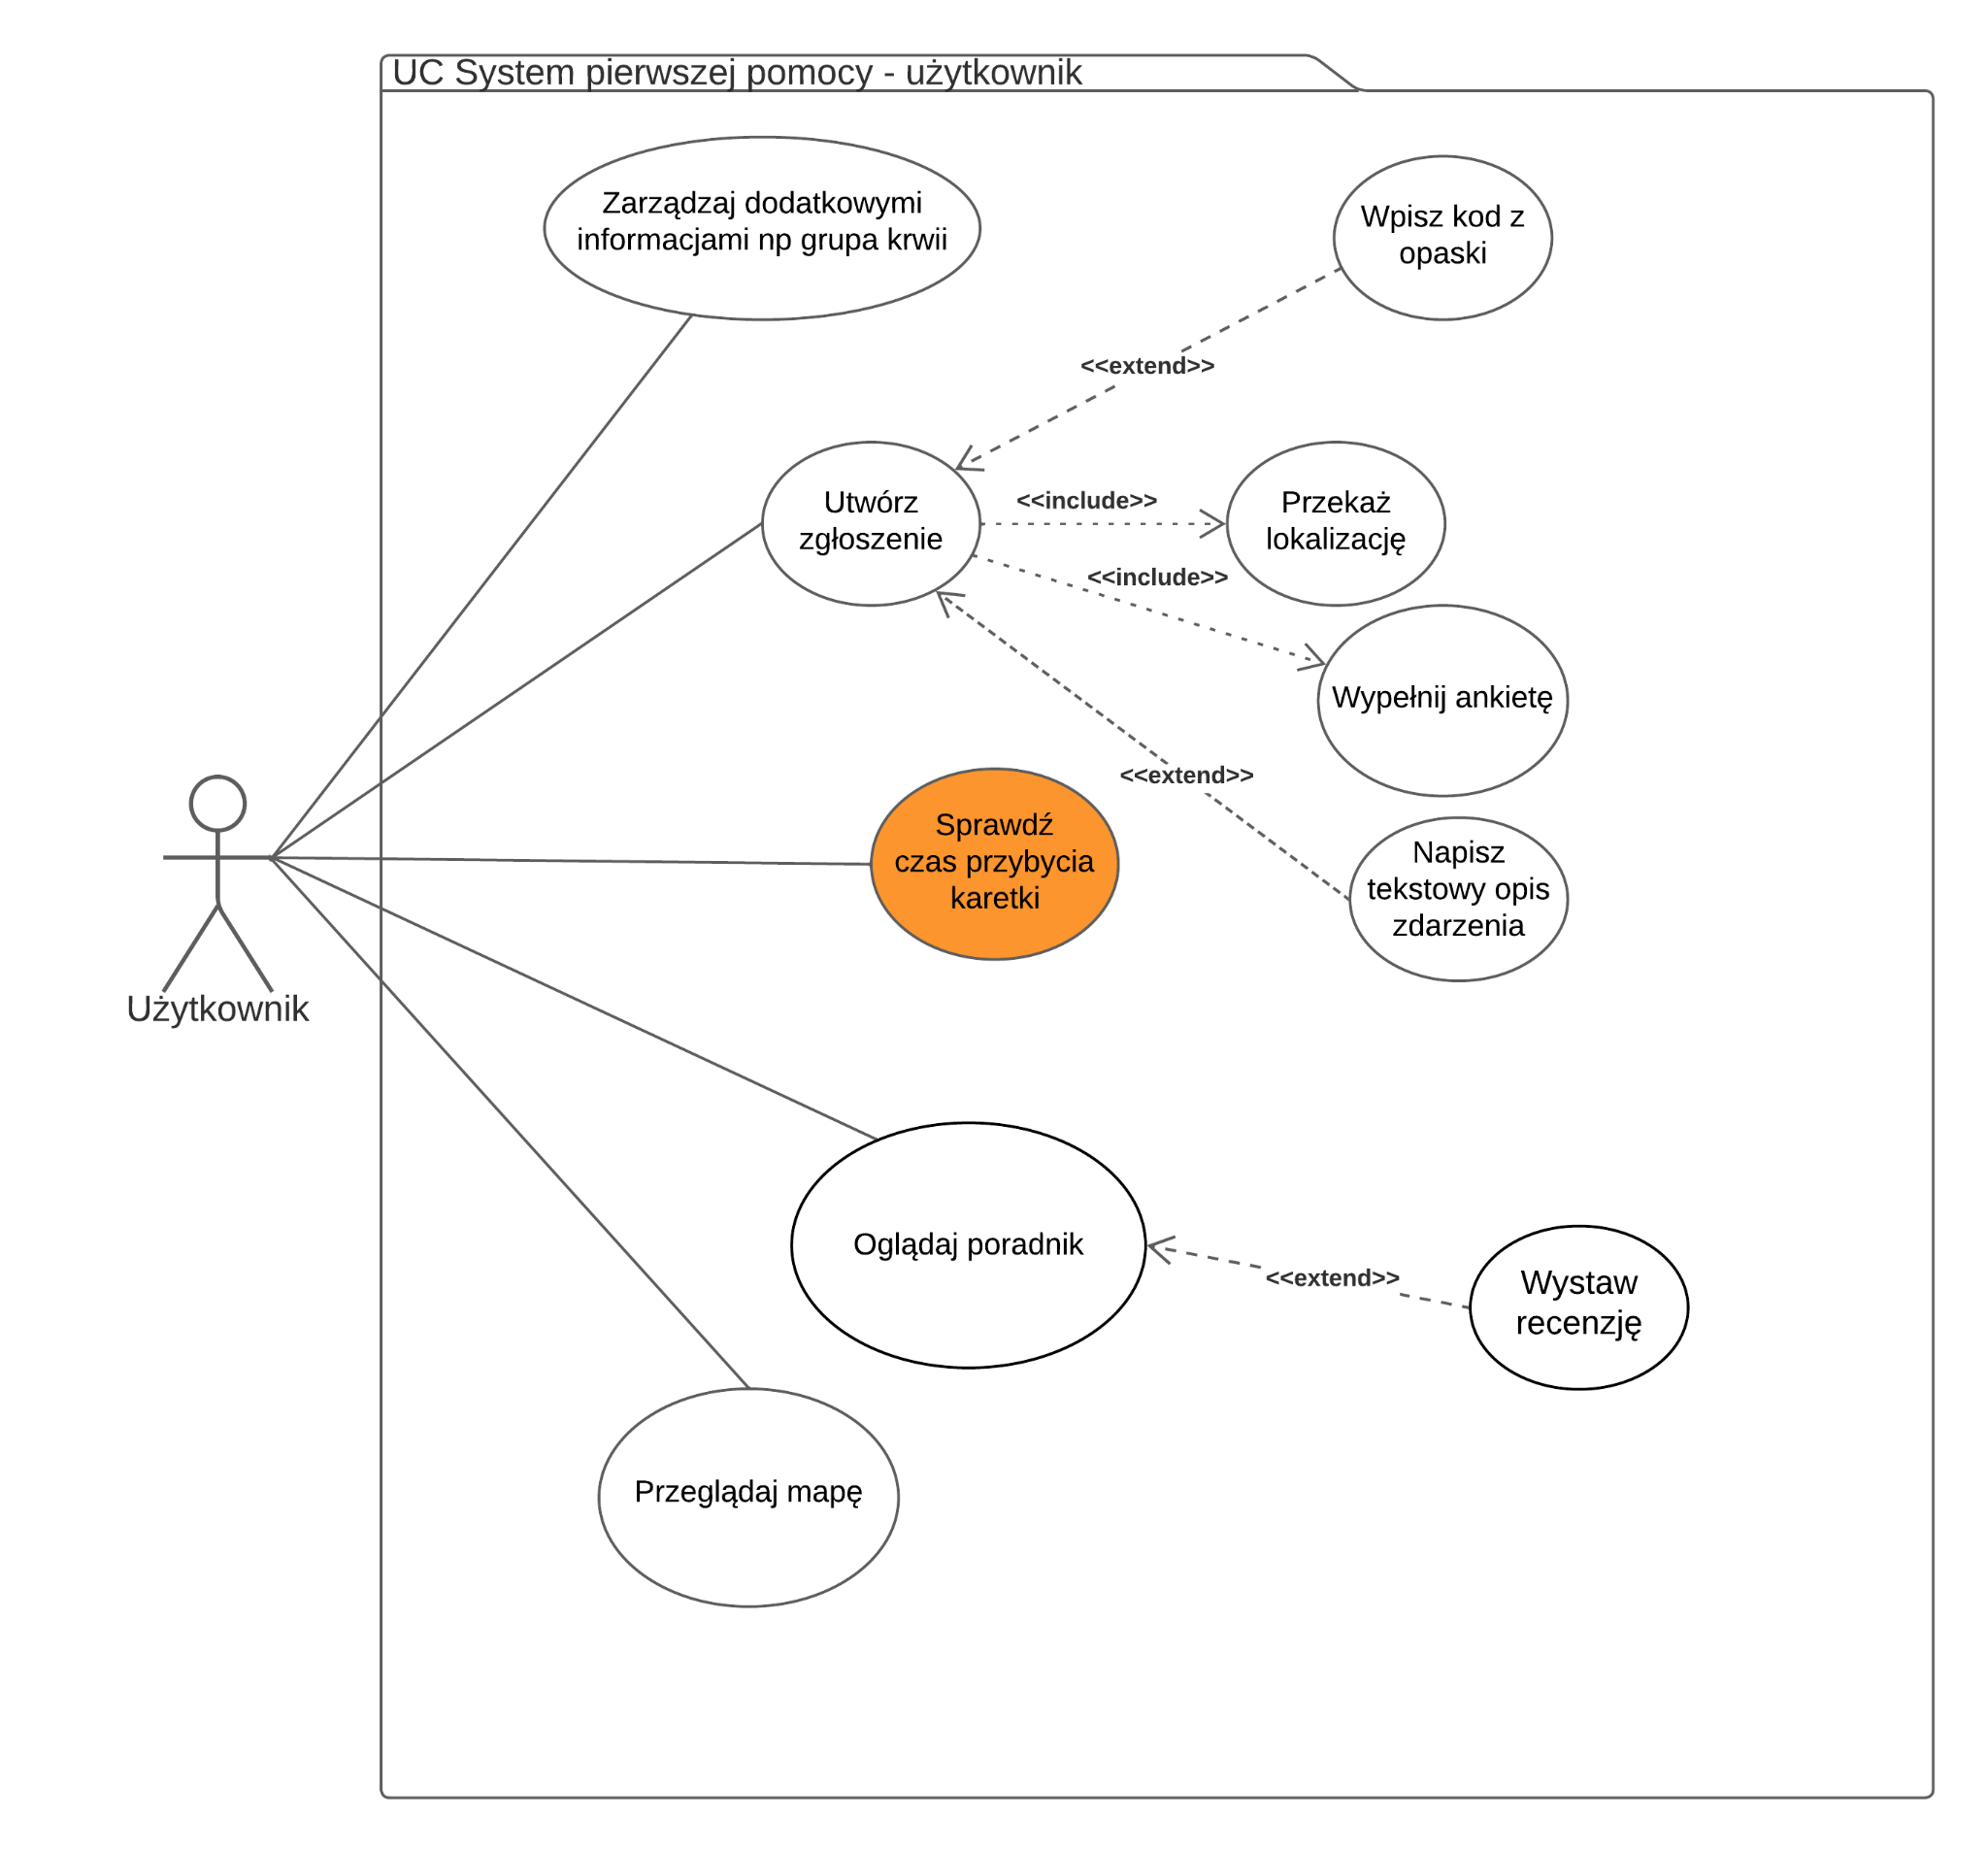 UC System pierwszej pomocy - użytkownik
Zarządzaj dodatkowymi
informacjami np grupa krwii
Wpisz kod z
opaski
<<extend>>
Utwórz
zgłoszenie
<<include>>
Przekaż
lokalizację
<<include>>
Wypełnij ankietę
<<extend>>
Sprawdź
czas przybycia
karetki
Napisz
tekstowy opis
zdarzenia
Użytkownik
Oglądaj poradnik
<<extend>>
Wystaw
recenzję
Przeglądaj mapę